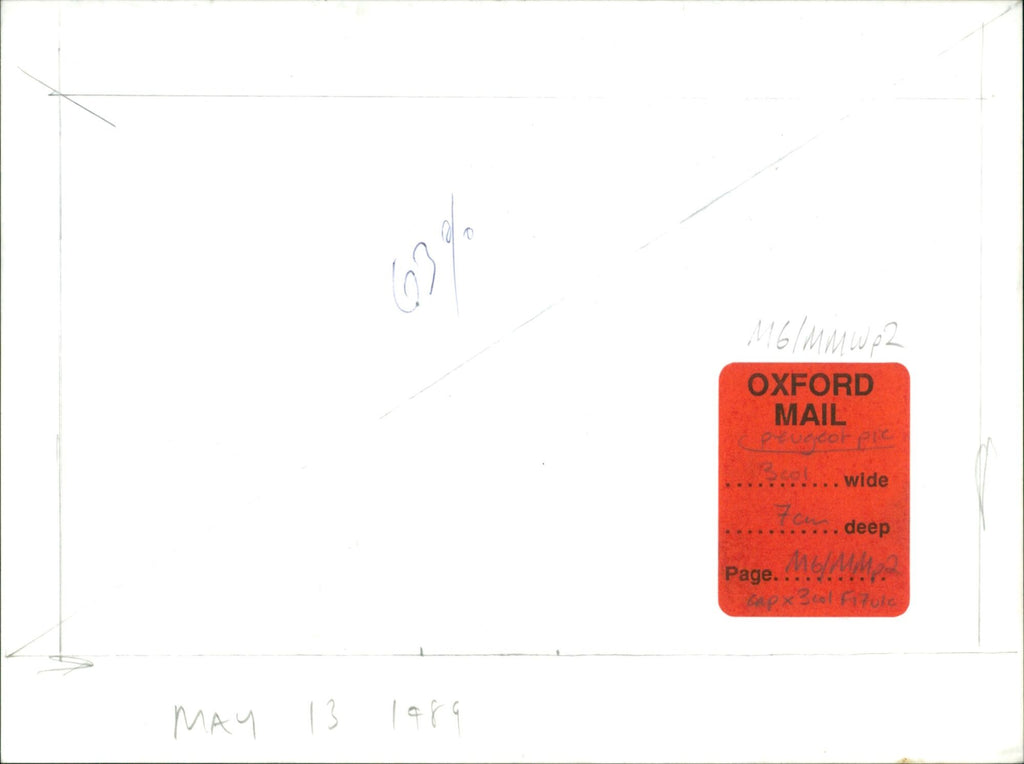 63%
M6/MMWp2
OXFORD
MAIL
peugeot pic
3col wide
7cm deep
Page M6/MMp2
cap x 3col F17ulc
MAY 13 1989